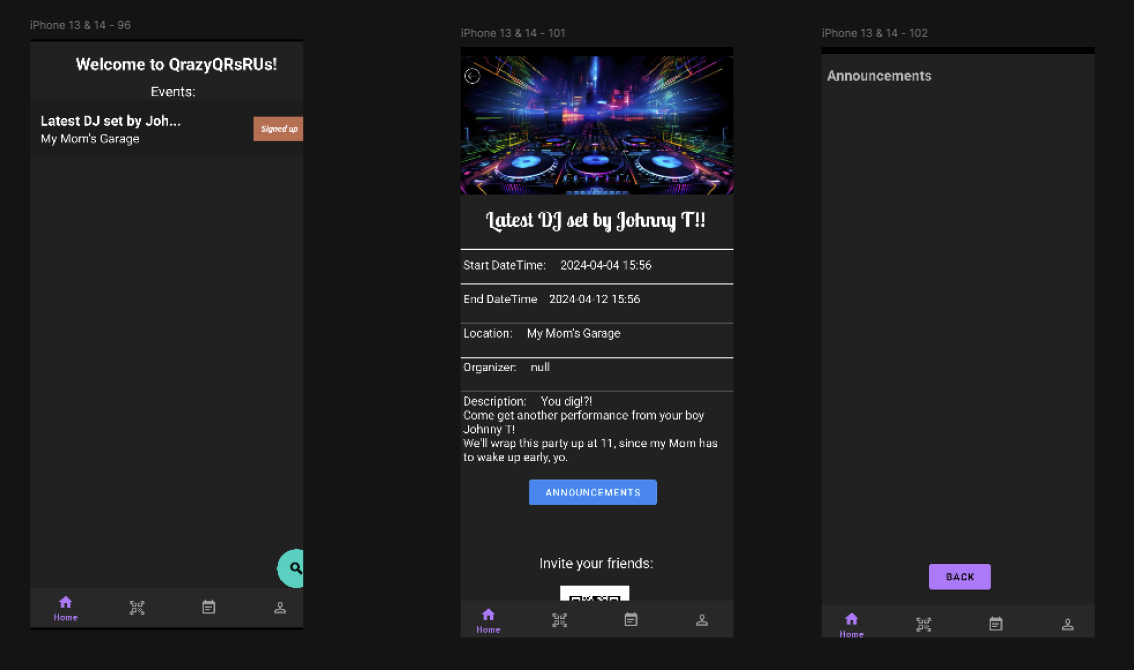 iPhone 13 & 14 - 96
Welcome to QrazyQRsRUs!
Events:
Latest DJ set by Joh...
My Mom's Garage
Signed up
Home
iPhone 13 & 14 - 101
Latest DJ set by Johnny T!!
Start DateTime: 2024-04-04 15:56
End DateTime 2024-04-12 15:56
Location: My Mom's Garage
Organizer: null
Description: You dig!?!
Come get another performance from your boy
Johnny T!
We'll wrap this party up at 11, since my Mom has
to wake up early, yo.
ANNOUNCEMENTS
Invite your friends:
Home
iPhone 13 & 14 - 102
Announcements
BACK
Home